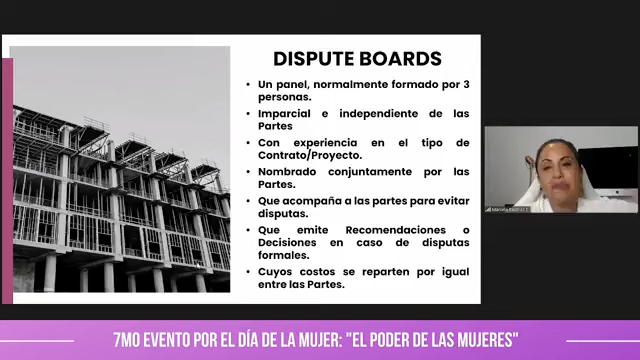 DISPUTE BOARDS
• Un panel, normalmente formado por 3
personas.
• Imparcial e independiente de las
Partes
• Con experiencia en el tipo de
Contrato/Proyecto.
• Nombrado conjuntamente por las
Partes.
• Que acompaña a las partes para evitar
disputas.
• Que emite Recomendaciones o
Decisiones en caso de disputas
formales.
• Cuyos costos se reparten por igual
entre las Partes.
7MO EVENTO POR EL DÍA DE LA MUJER: "EL PODER DE LAS MUJERES"